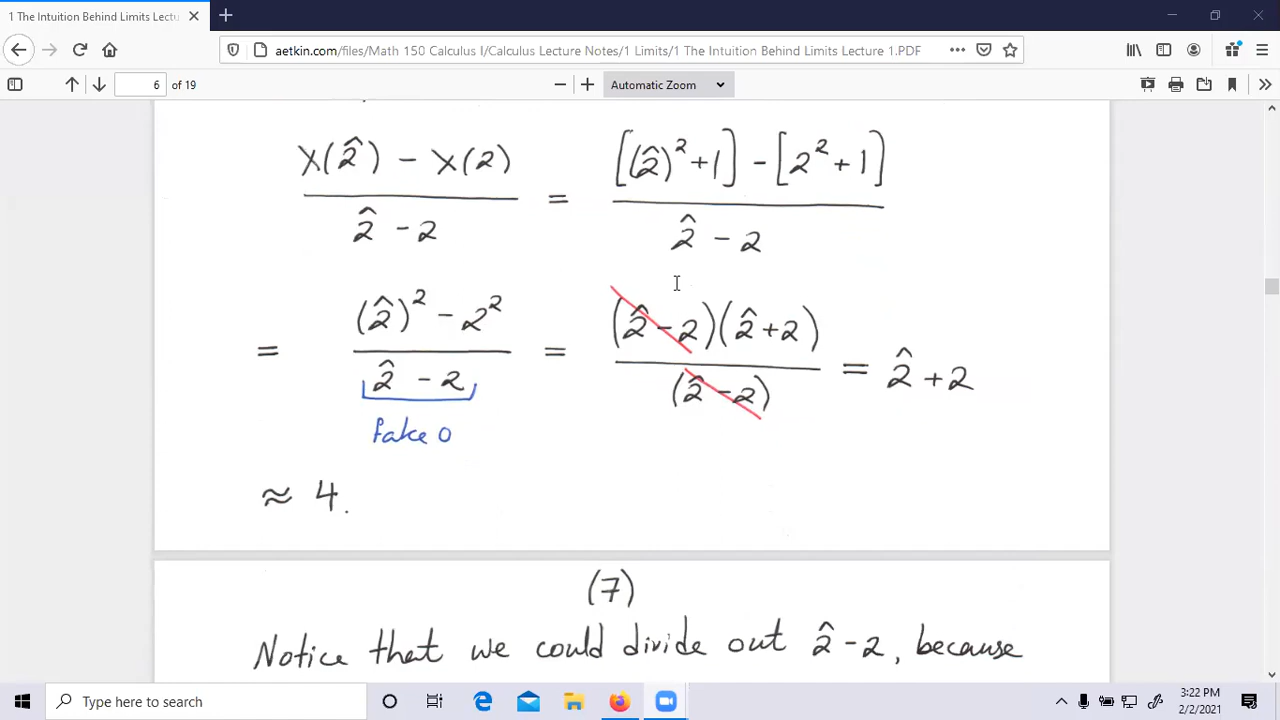 1 The Intuition Behind Limits Lectu
aetkin.com/files/Math 150 Calculus I/Calculus Lecture Notes/1 Limits/1 The Intuition Behind Limits Lecture 1.PDF
6 of 19
Automatic Zoom
(x(2̂) − x(2))/(2̂ − 2) = ([(2̂)² + 1] − [2² + 1])/(2̂ − 2)
= ((2̂)² − 2²)/(2̂ − 2) = ((2̂ − 2)(2̂ + 2))/((2̂ − 2)) = 2̂ + 2
fake 0
≈ 4.
(7)
Notice that we could divide out 2̂ − 2, because
Type here to search
3:22 PM
2/2/2021